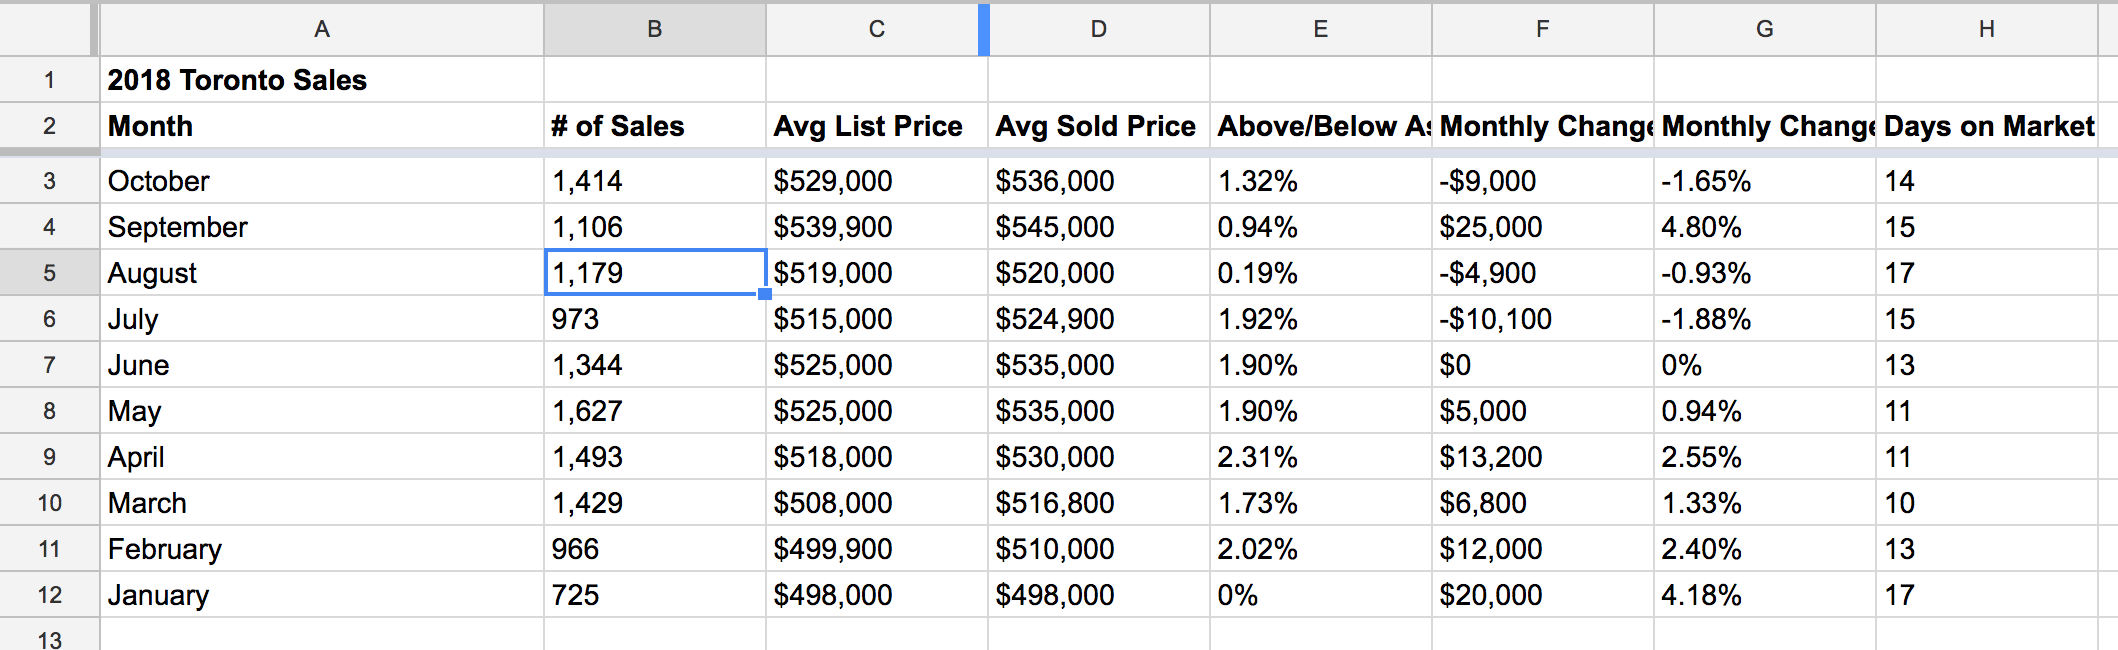 A B C D E F G H
1 2018 Toronto Sales
2 Month # of Sales Avg List Price Avg Sold Price Above/Below As Monthly Change Monthly Change Days on Market
3 October 1,414 $529,000 $536,000 1.32% -$9,000 -1.65% 14
4 September 1,106 $539,900 $545,000 0.94% $25,000 4.80% 15
5 August 1,179 $519,000 $520,000 0.19% -$4,900 -0.93% 17
6 July 973 $515,000 $524,900 1.92% -$10,100 -1.88% 15
7 June 1,344 $525,000 $535,000 1.90% $0 0% 13
8 May 1,627 $525,000 $535,000 1.90% $5,000 0.94% 11
9 April 1,493 $518,000 $530,000 2.31% $13,200 2.55% 11
10 March 1,429 $508,000 $516,800 1.73% $6,800 1.33% 10
11 February 966 $499,900 $510,000 2.02% $12,000 2.40% 13
12 January 725 $498,000 $498,000 0% $20,000 4.18% 17
13